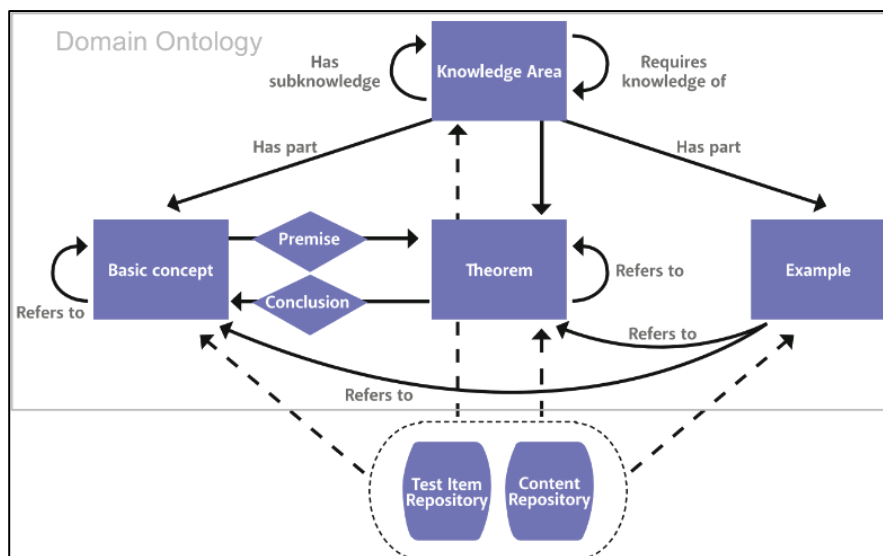 Domain Ontology
Has
subknowledge
Knowledge Area
Requires
knowledge of
Has part
Has part
Basic concept
Premise
Theorem
Example
Conclusion
Refers to
Refers to
Refers to
Refers to
Test Item
Repository
Content
Repository